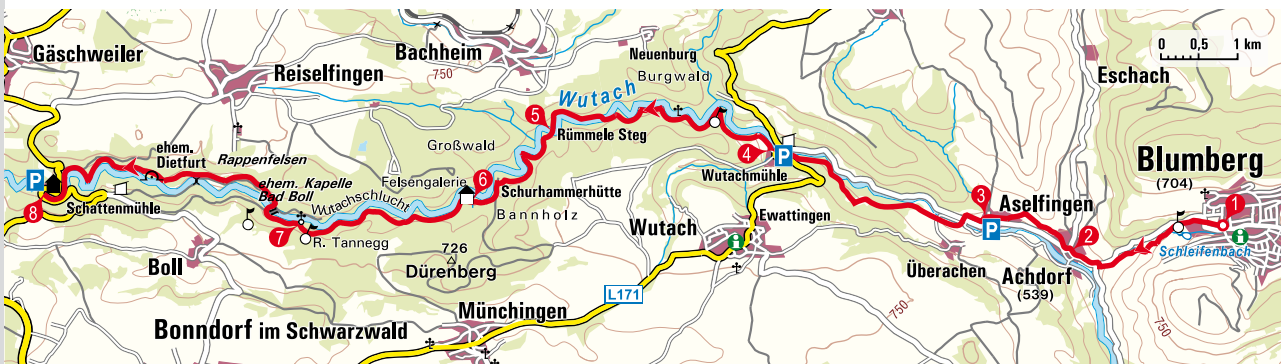 Gäschweiler
Reiselfingen
750
Bachheim
Neuenburg
Burgwald
Wutach
0 0,5 1 km
Eschach
5
Rümmele Steg
Großwald
ehem.
Dietfurt
Rappenfelsen
Felsengalerie
6
Schurhammerhütte
4
P
Wutachmühle
Blumberg
(704)
1
P
8
Schattenmühle
ehem. Kapelle
Bad Boll
Wutachschlucht
7
R. Tannegg
Bannholz
3
Aselfingen
P
2
Schleifenbach
i
Wutach
Ewattingen
i
Überachen
Achdorf
(539)
Boll
726
Dürenberg
L171
750
750
Münchingen
Bonndorf im Schwarzwald